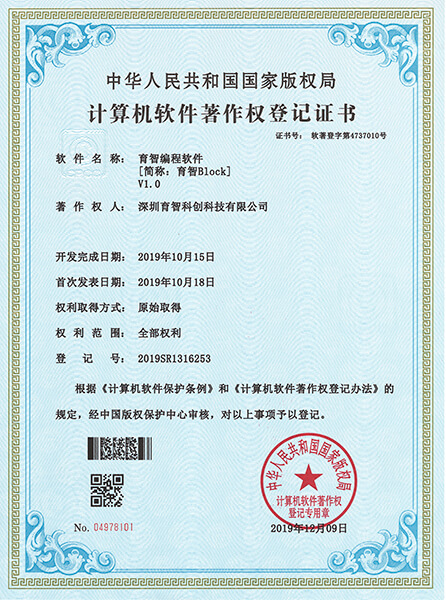 中华人民共和国国家版权局
计算机软件著作权登记证书
证书号： 软著登字第4737010号
软件名称： 育智编程软件
[简称：育智Block]
V1.0
著作权人： 深圳育智科创科技有限公司
开发完成日期： 2019年10月15日
首次发表日期： 2019年10月18日
权利取得方式： 原始取得
权利范围： 全部权利
登记号： 2019SR1316253
根据《计算机软件保护条例》和《计算机软件著作权登记办法》的
规定，经中国版权保护中心审核，对以上事项予以登记。
中华人民共和国国家版权局
计算机软件著作权
登记专用章
No. 04978101
2019年12月09日